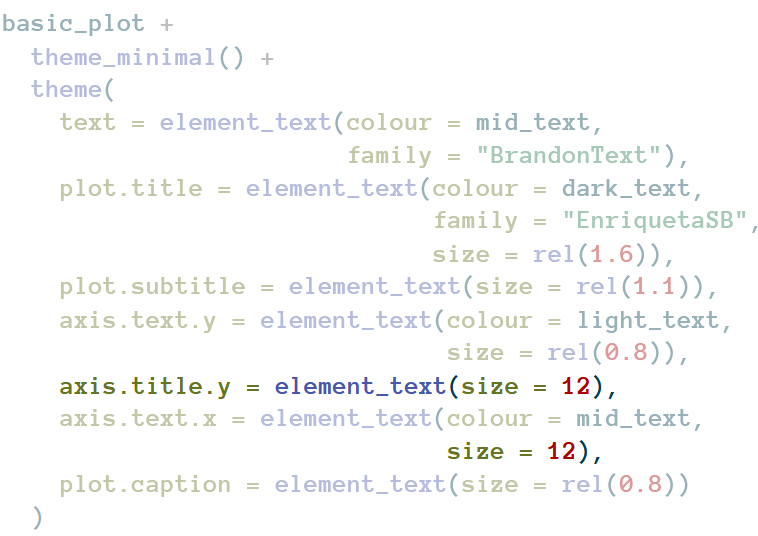 basic_plot +
  theme_minimal() +
  theme(
    text = element_text(colour = mid_text,
                        family = "BrandonText"),
    plot.title = element_text(colour = dark_text,
                              family = "EnriquetaSB",
                              size = rel(1.6)),
    plot.subtitle = element_text(size = rel(1.1)),
    axis.text.y = element_text(colour = light_text,
                               size = rel(0.8)),
    axis.title.y = element_text(size = 12),
    axis.text.x = element_text(colour = mid_text,
                               size = 12),
    plot.caption = element_text(size = rel(0.8))
  )